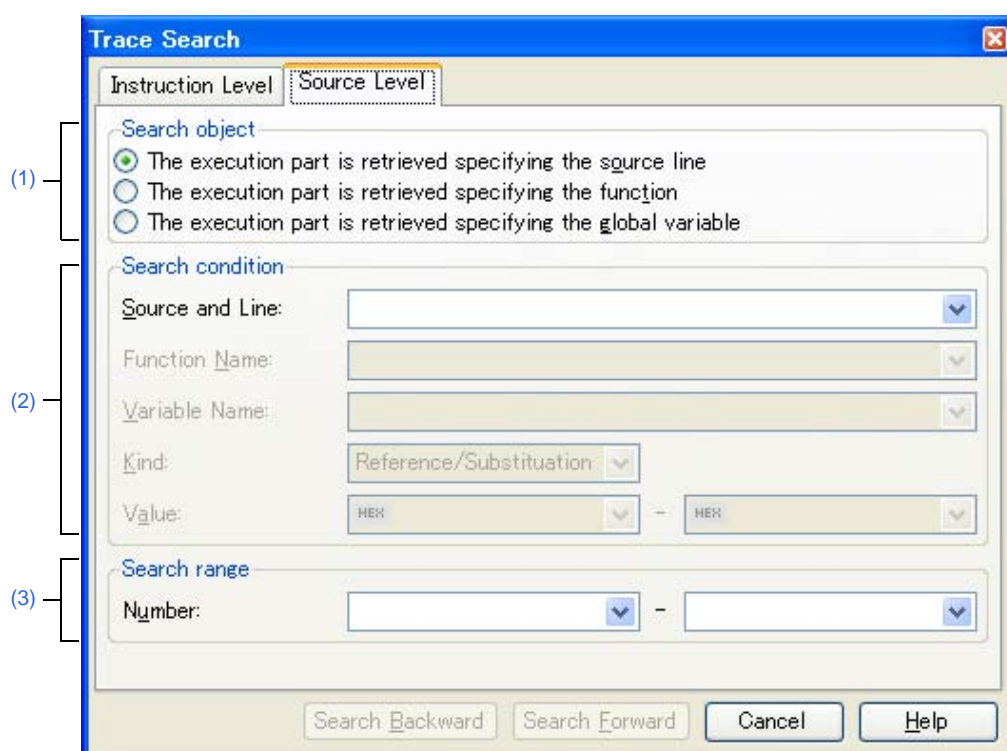 Trace Search
Instruction Level Source Level
(1)
Search object
The execution part is retrieved specifying the source line
The execution part is retrieved specifying the function
The execution part is retrieved specifying the global variable
(2)
Search condition
Source and Line:
Function Name:
Variable Name:
Kind: Reference/Substituation
Value: HEX - HEX
(3)
Search range
Number: -
Search Backward Search Forward Cancel Help